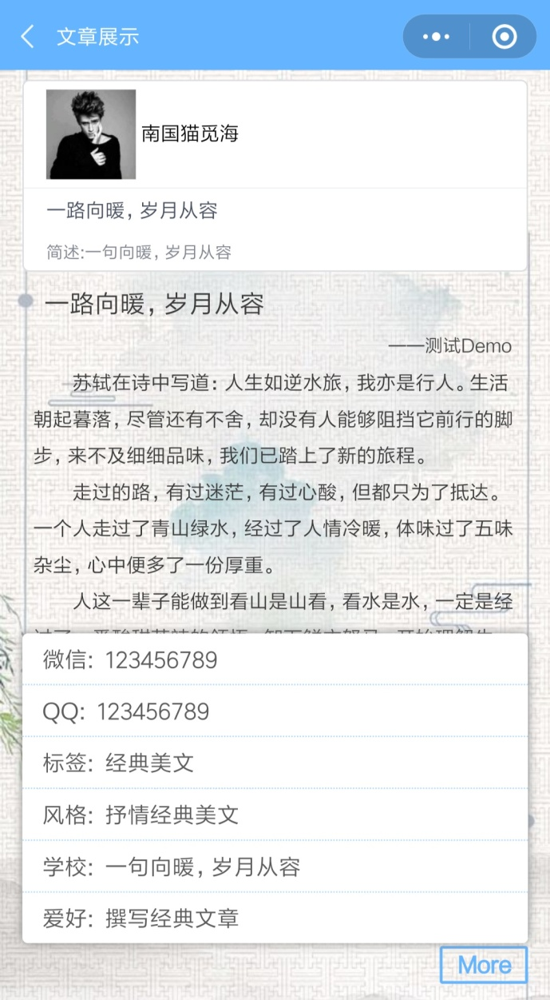 文章展示
南国猫觅海
一路向暖，岁月从容
简述:一句向暖，岁月从容
一路向暖，岁月从容
——测试Demo
苏轼在诗中写道：人生如逆水旅，我亦是行人。生活
朝起暮落，尽管还有不舍，却没有人能够阻挡它前行的脚
步，来不及细细品味，我们已踏上了新的旅程。
走过的路，有过迷茫，有过心酸，但都只为了抵达。
一个人走过了青山绿水，经过了人情冷暖，体味过了五味
杂尘，心中便多了一份厚重。
人这一辈子能做到看山是山看，看水是水，一定是经
微信：123456789
QQ：123456789
标签：经典美文
风格：抒情经典美文
学校：一句向暖，岁月从容
爱好：撰写经典文章
More